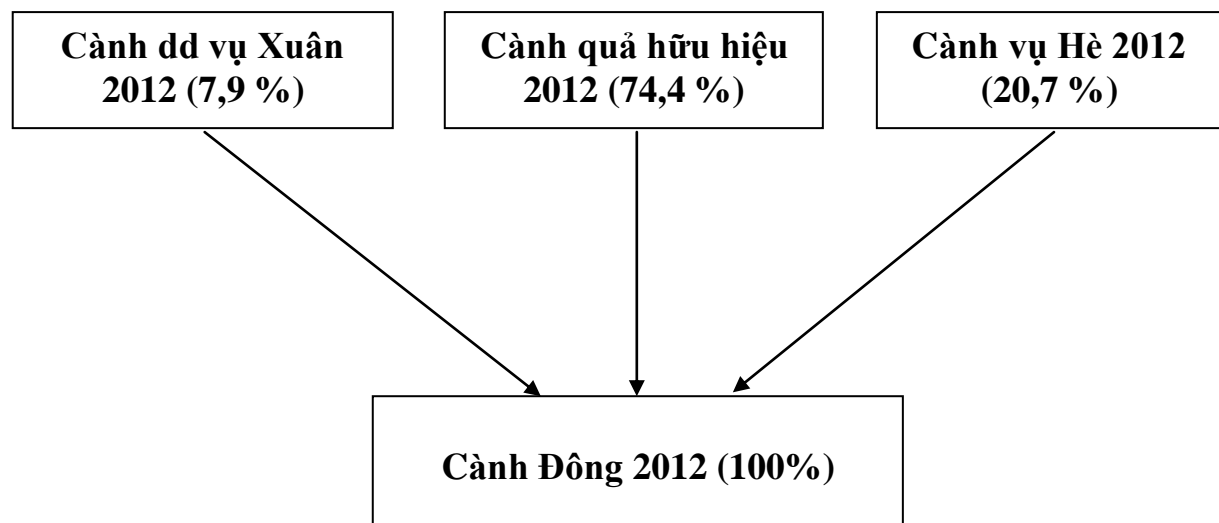 Cành dd vụ Xuân
2012 (7,9 %)
Cành quả hữu hiệu
2012 (74,4 %)
Cành vụ Hè 2012
(20,7 %)
Cành Đông 2012 (100%)